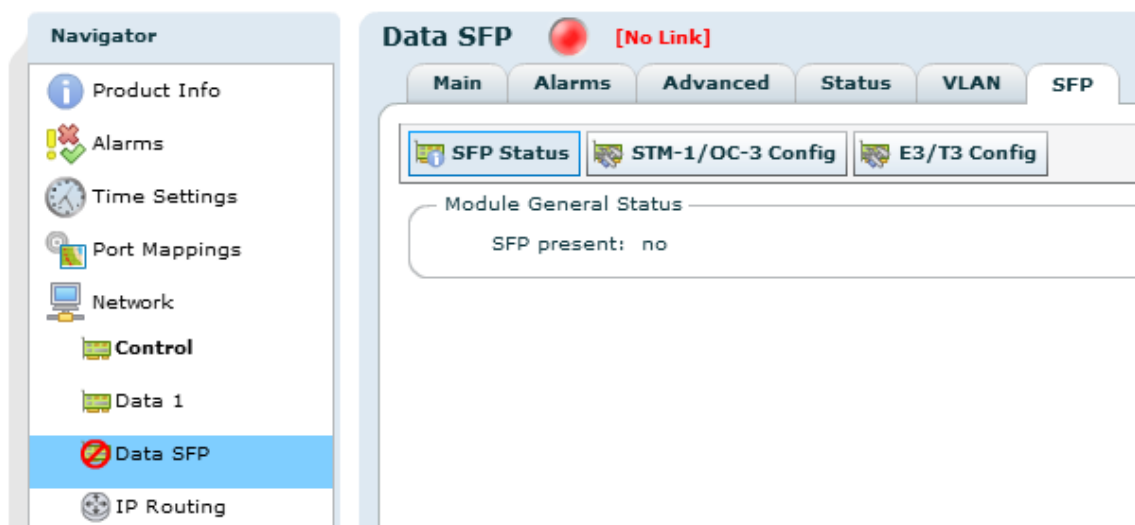 Navigator
Product Info
Alarms
Time Settings
Port Mappings
Network
Control
Data 1
Data SFP
IP Routing
Data SFP [No Link]
Main Alarms Advanced Status VLAN SFP
SFP Status STM-1/OC-3 Config E3/T3 Config
Module General Status
SFP present: no